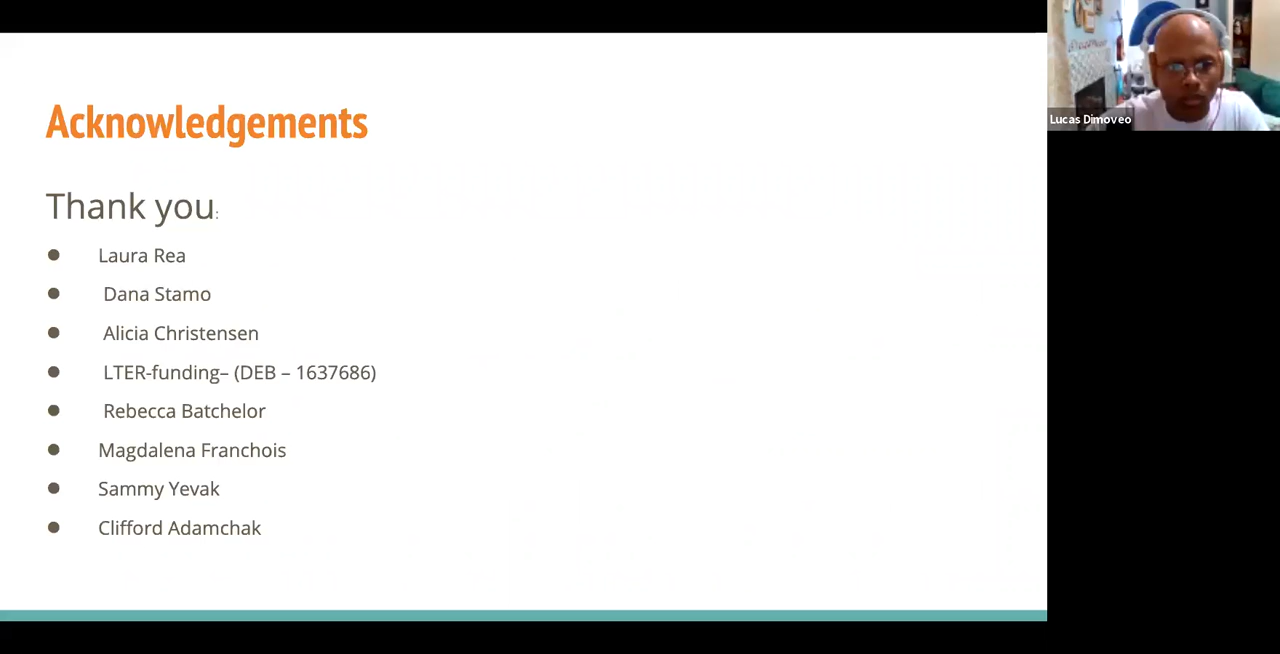 Acknowledgements
Thank you:
● Laura Rea
● Dana Stamo
● Alicia Christensen
● LTER-funding– (DEB – 1637686)
● Rebecca Batchelor
● Magdalena Franchois
● Sammy Yevak
● Clifford Adamchak
Lucas Dimoveo